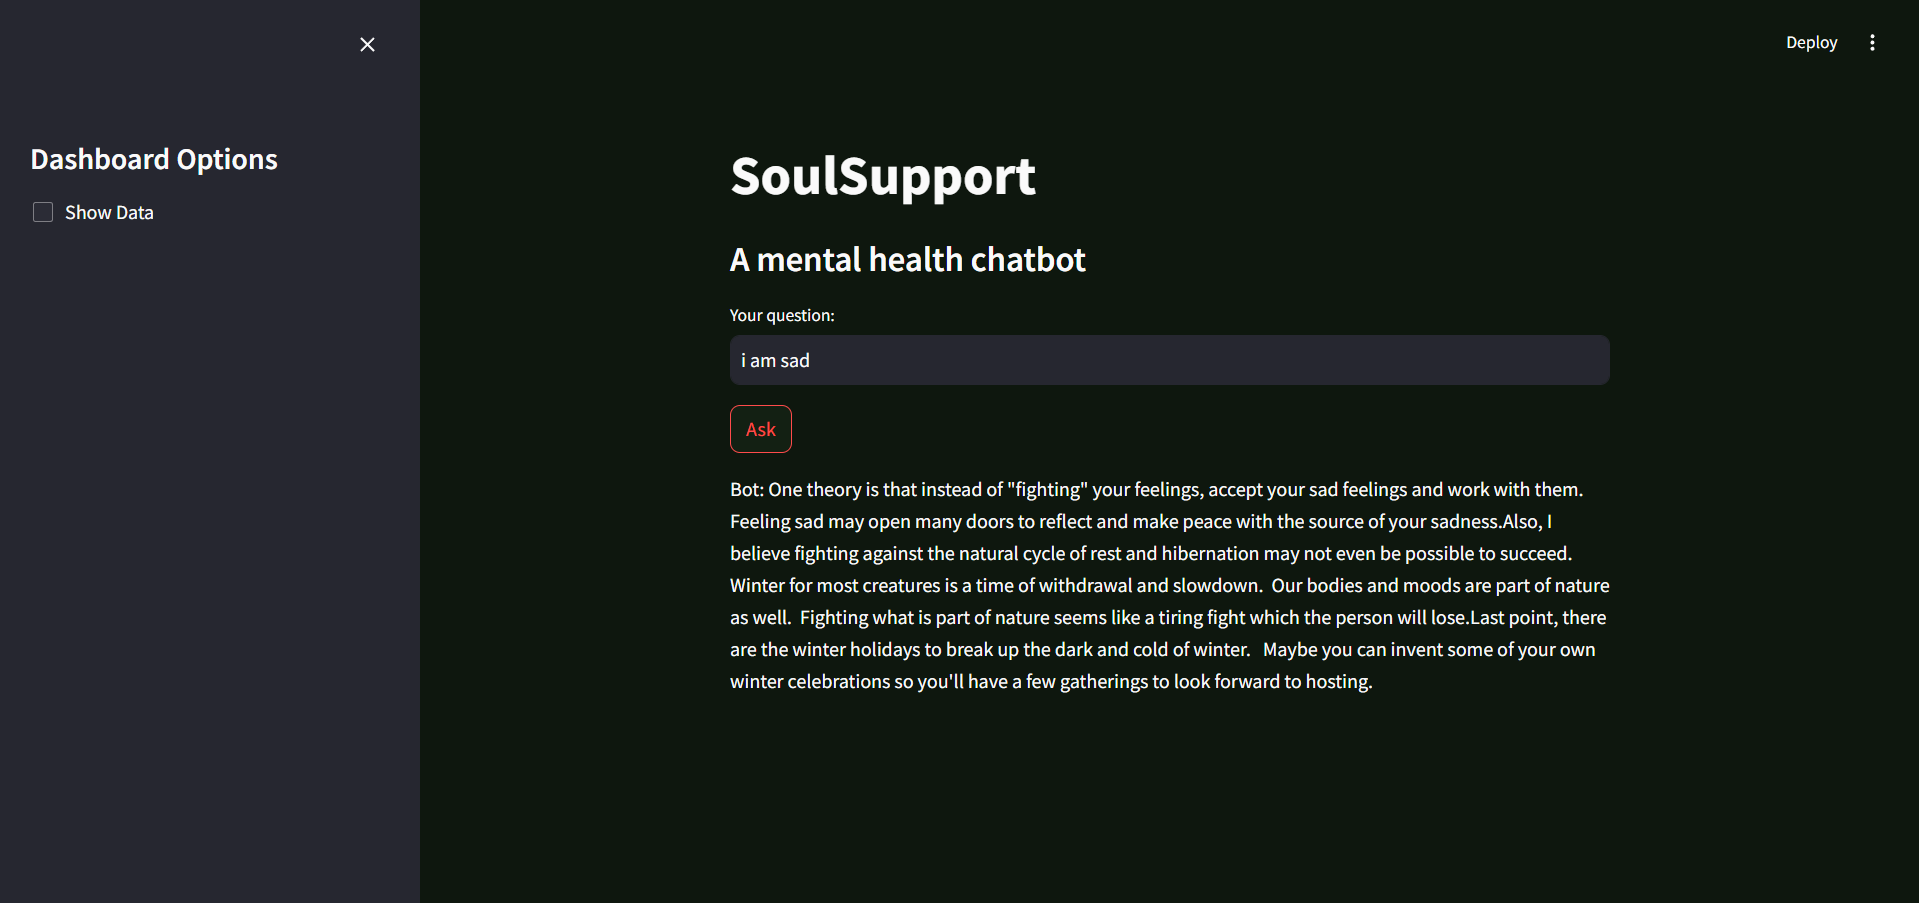 Deploy
Dashboard Options
Show Data
SoulSupport
A mental health chatbot
Your question:
i am sad
Ask
Bot: One theory is that instead of "fighting" your feelings, accept your sad feelings and work with them.
Feeling sad may open many doors to reflect and make peace with the source of your sadness.Also, I
believe fighting against the natural cycle of rest and hibernation may not even be possible to succeed.
Winter for most creatures is a time of withdrawal and slowdown.  Our bodies and moods are part of nature
as well.  Fighting what is part of nature seems like a tiring fight which the person will lose.Last point, there
are the winter holidays to break up the dark and cold of winter.   Maybe you can invent some of your own
winter celebrations so you'll have a few gatherings to look forward to hosting.